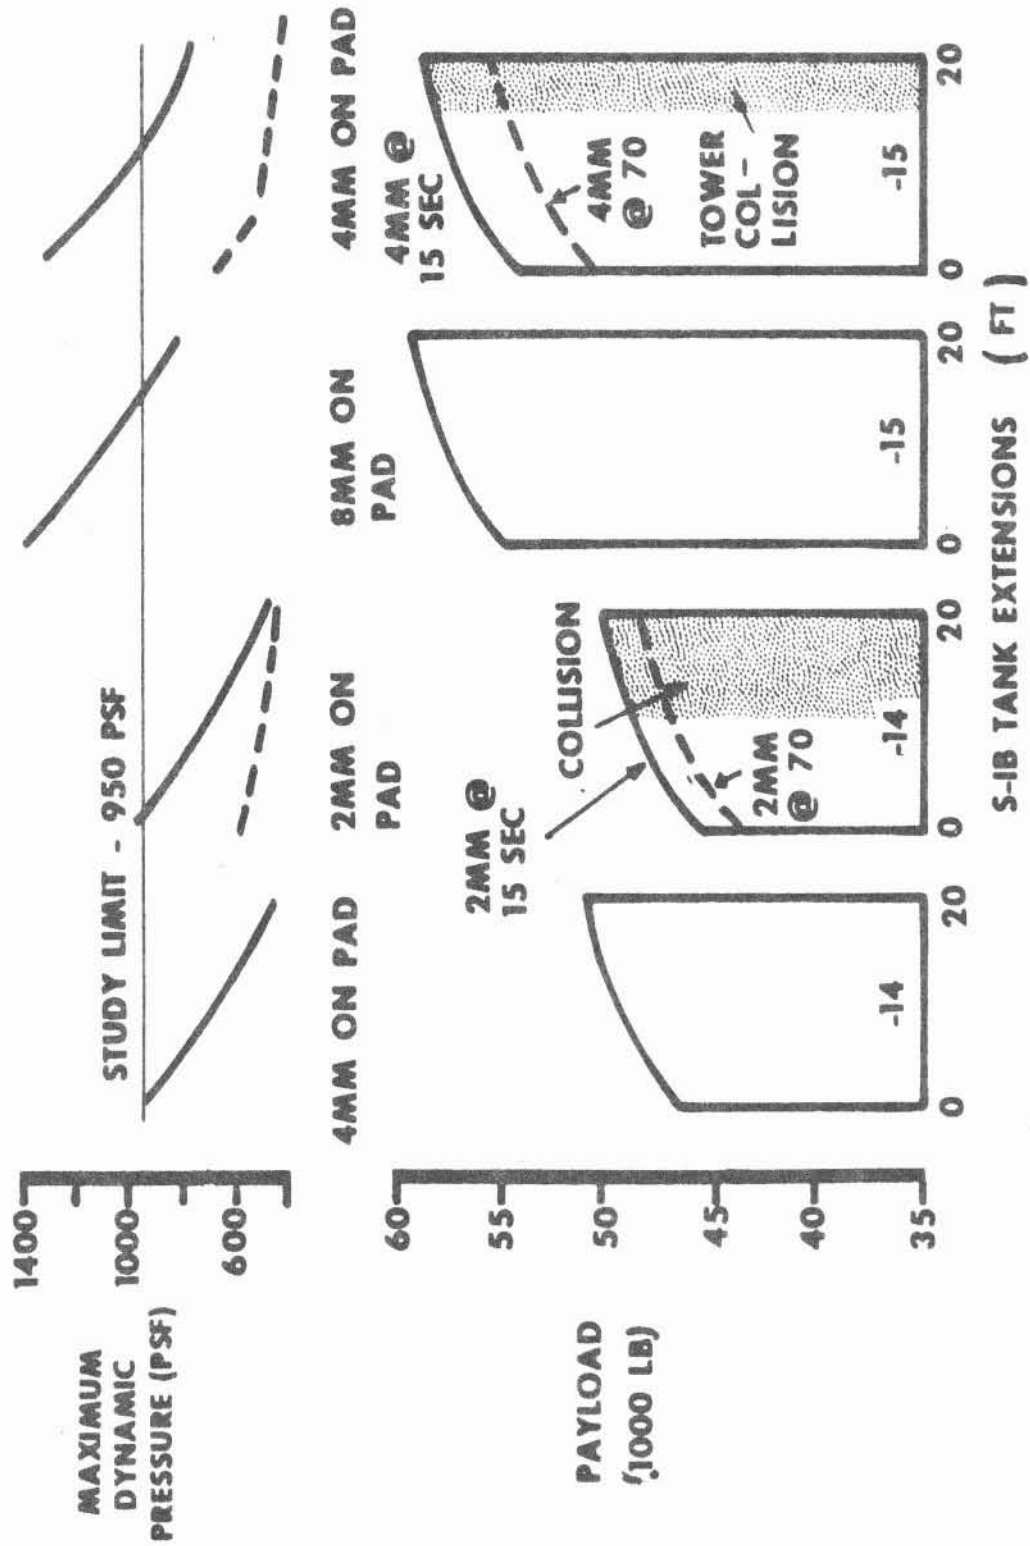 MAXIMUM
DYNAMIC
PRESSURE (PSF)
1400
1000
600
STUDY LIMIT - 950 PSF
4MM ON PAD
2MM ON
PAD
8MM ON
PAD
4MM ON PAD
PAYLOAD
(1000 LB)
60
55
50
45
40
35
2MM @
15 SEC
COLLISION
2MM
@ 70
4MM @
15 SEC
4MM
@ 70
TOWER
COL-
LISION
-14
-14
-15
-15
0
20
0
20
0
20
0
20
S-IB TANK EXTENSIONS (FT)